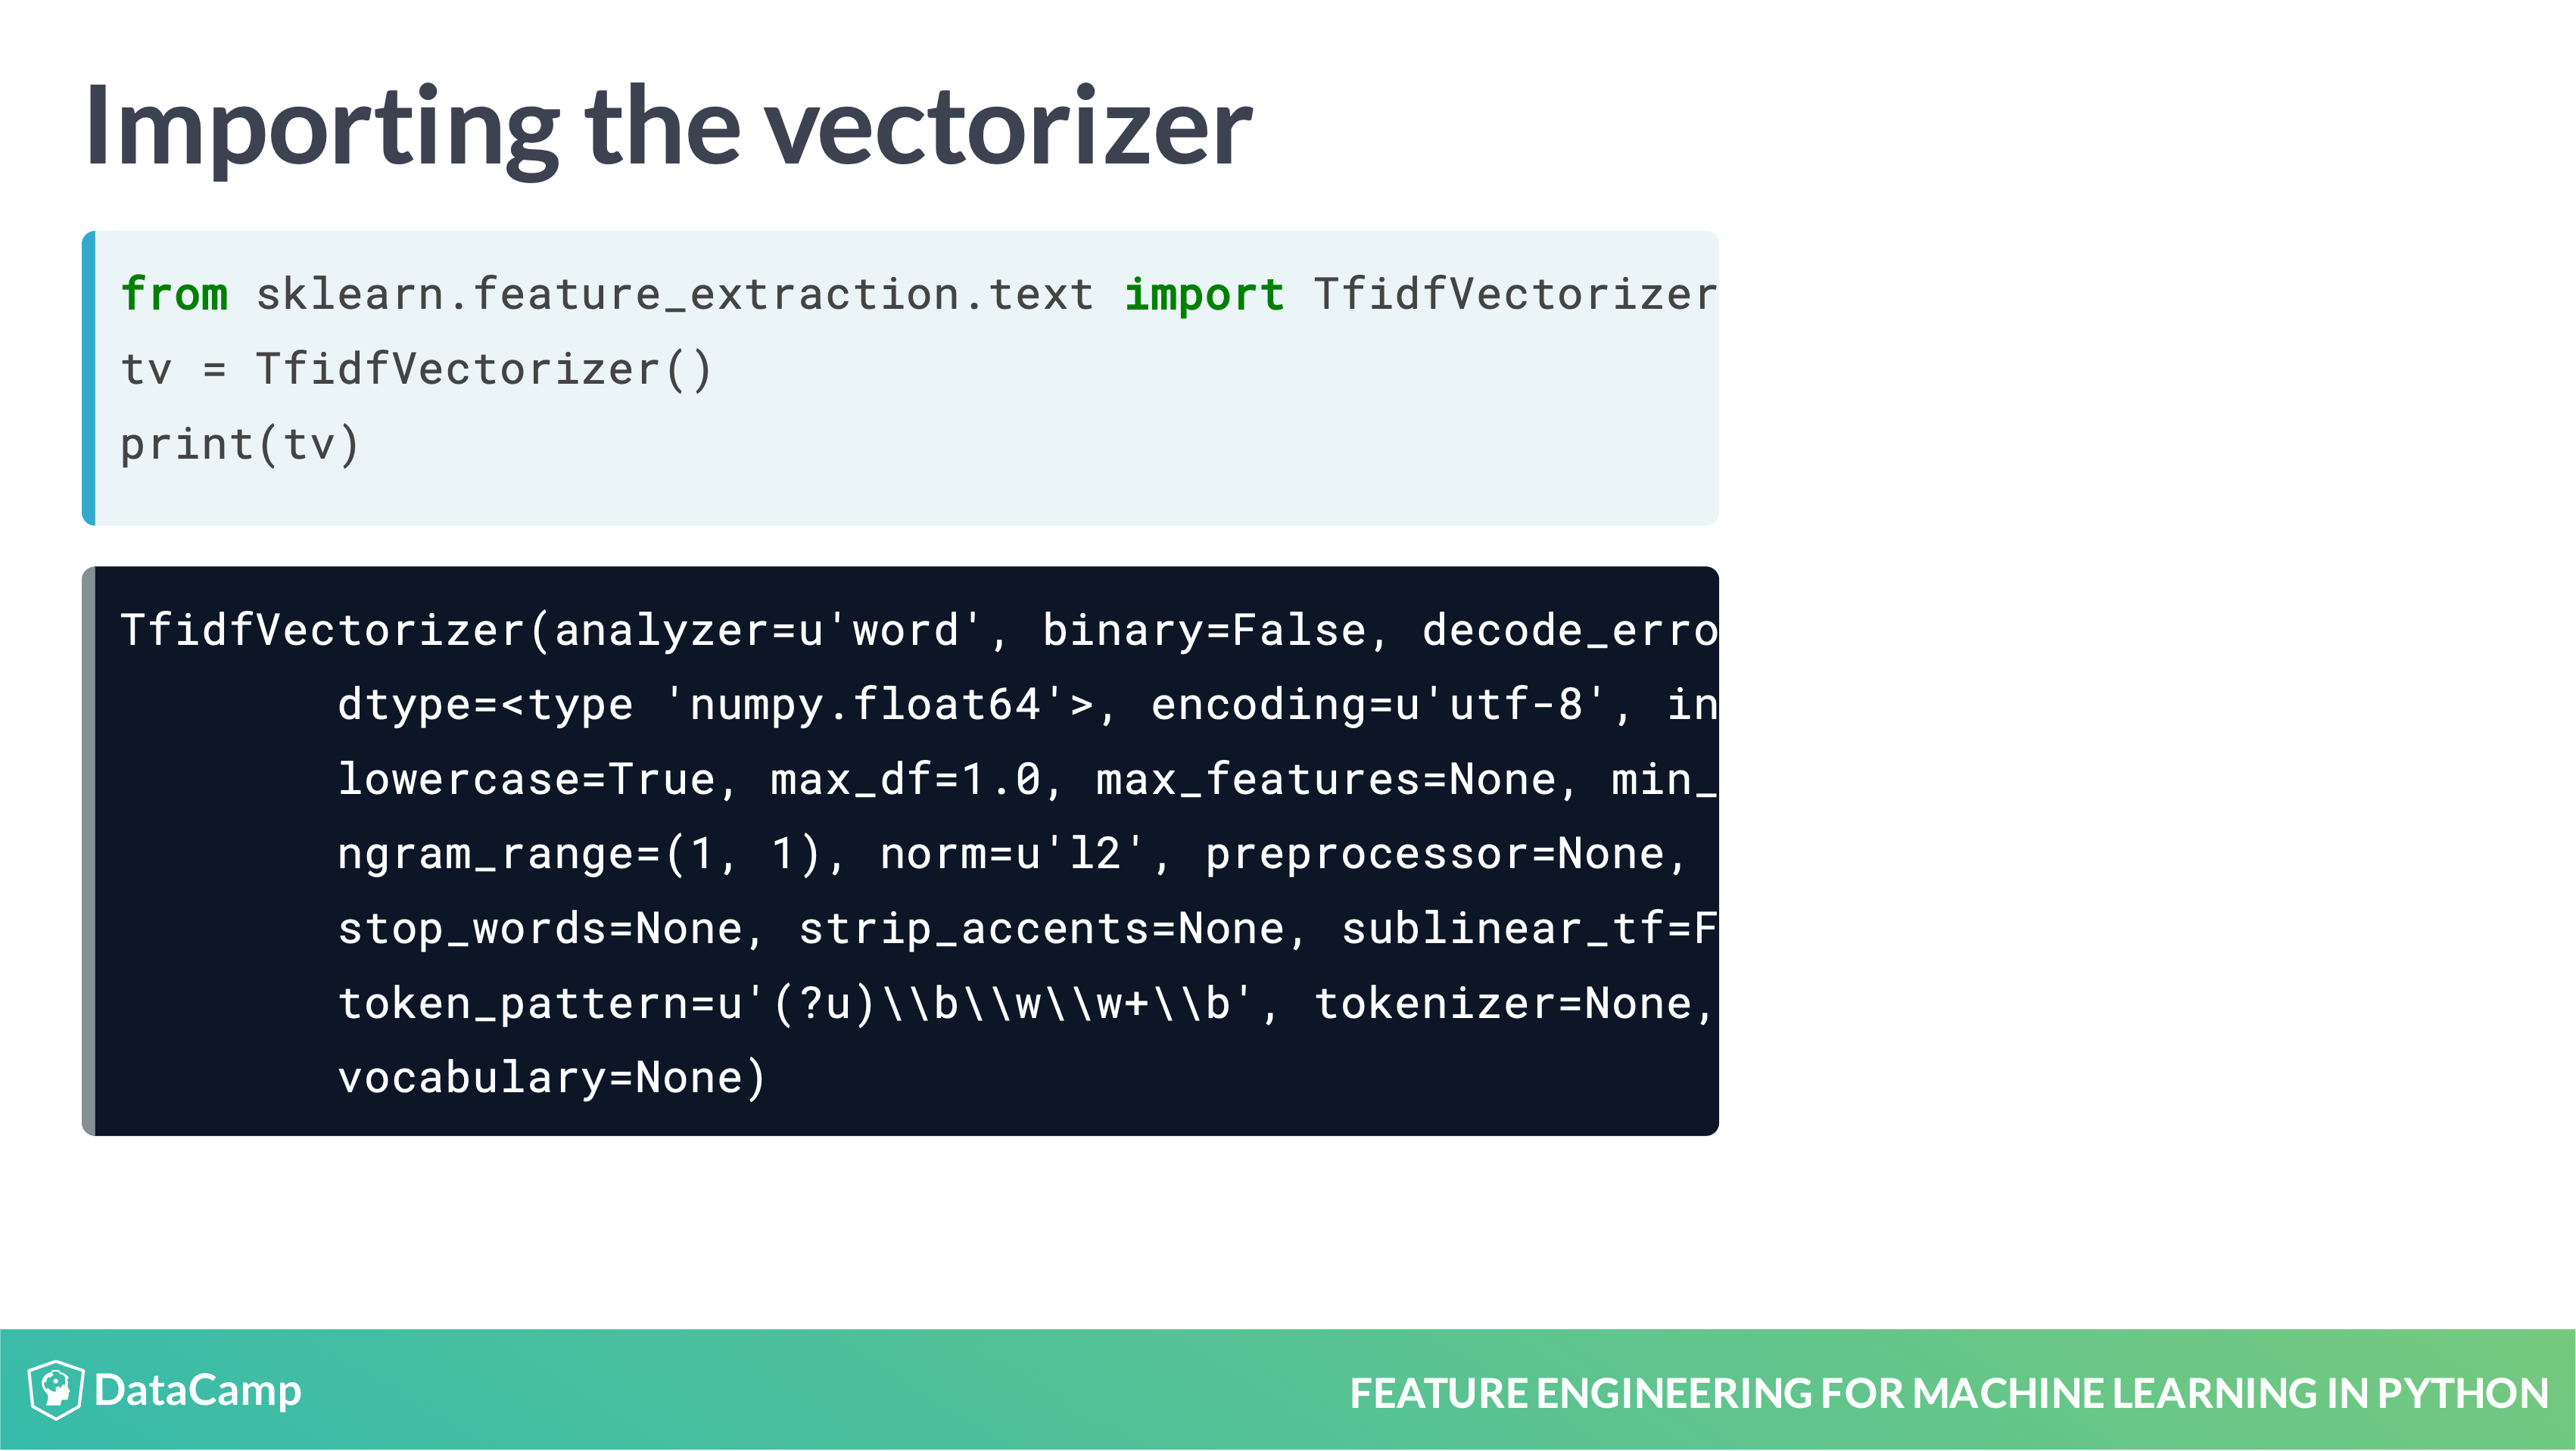 Importing the vectorizer
from sklearn.feature_extraction.text import TfidfVectorizer
tv = TfidfVectorizer()
print(tv)
TfidfVectorizer(analyzer=u'word', binary=False, decode_erro
dtype=<type 'numpy.float64'>, encoding=u'utf-8', in
lowercase=True, max_df=1.0, max_features=None, min_
ngram_range=(1, 1), norm=u'l2', preprocessor=None,
stop_words=None, strip_accents=None, sublinear_tf=F
token_pattern=u'(?u)\\b\\w\\w+\\b', tokenizer=None,
vocabulary=None)
DataCamp
FEATURE ENGINEERING FOR MACHINE LEARNING IN PYTHON